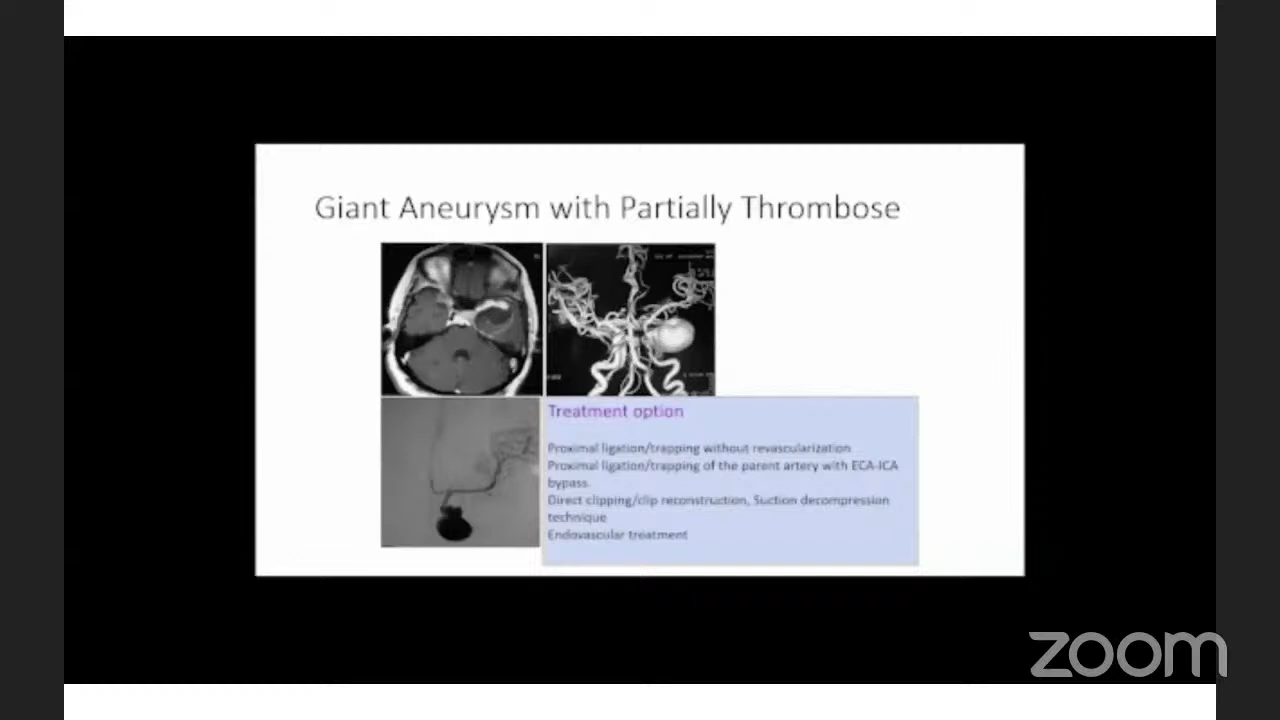 Giant Aneurysm with Partially Thrombose
Treatment option
Proximal ligation/trapping without revascularization
Proximal ligation/trapping of the parent artery with ECA-ICA
bypass.
Direct clipping/clip reconstruction, Suction decompression
technique
Endovascular treatment
zoom